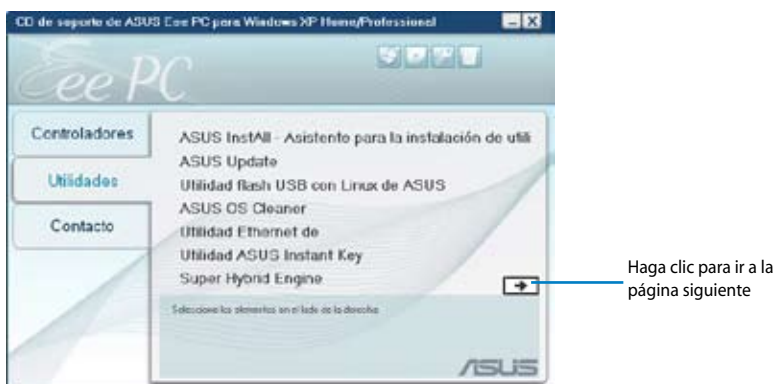 CD de soporte de ASUS Eee PC para Windows XP Home/Professional
Eee PC
Controladores
Utilidades
Contacto
ASUS InstAll - Asistente para la instalación de utili
ASUS Update
Utilidad flash USB con Linux de ASUS
ASUS OS Cleaner
Utilidad Ethernet de
Utilidad ASUS Instant Key
Super Hybrid Engine
Seleccione los elementos en el lado de la derecha
ASUS
Haga clic para ir a la
página siguiente